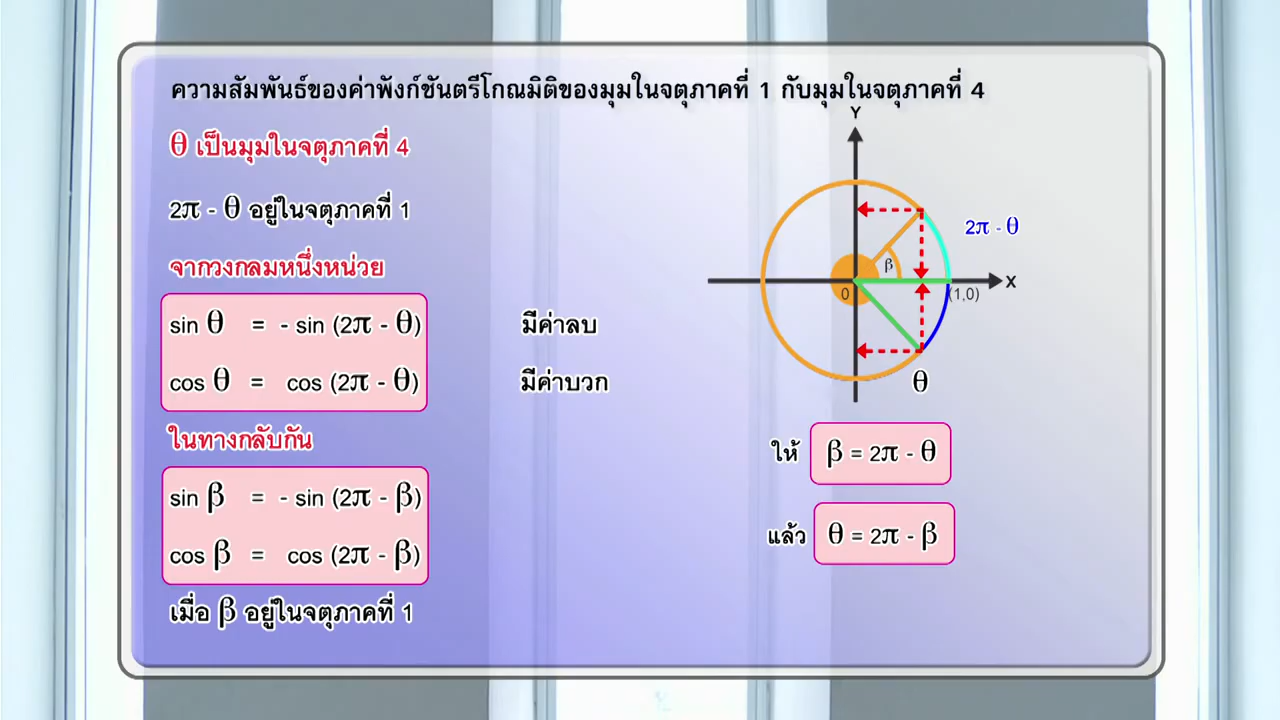 ความสัมพันธ์ของค่าฟังก์ชันตรีโกณมิติของมุมในจตุภาคที่ 1 กับมุมในจตุภาคที่ 4
θ เป็นมุมในจตุภาคที่ 4
2π - θ อยู่ในจตุภาคที่ 1
จากวงกลมหนึ่งหน่วย
sin θ = - sin (2π - θ) มีค่าลบ
cos θ = cos (2π - θ) มีค่าบวก
ในทางกลับกัน
sin β = - sin (2π - β)
cos β = cos (2π - β)
เมื่อ β อยู่ในจตุภาคที่ 1
Y
2π - θ
β
X
0
(1,0)
θ
ให้ β = 2π - θ
แล้ว θ = 2π - β